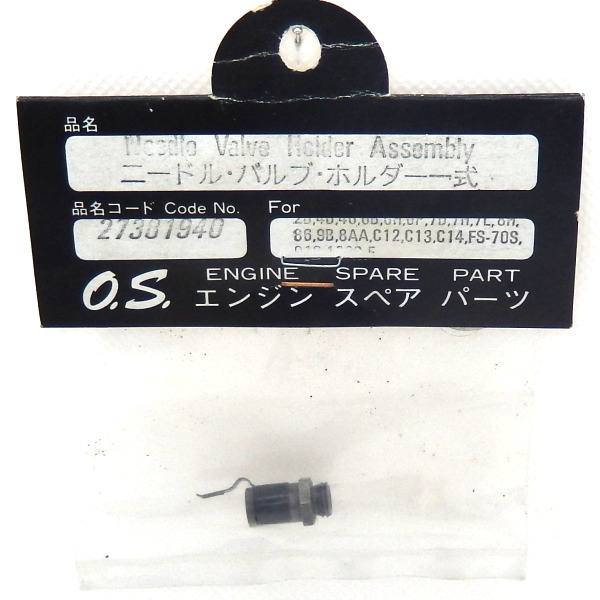 品名
Needle Valve Holder Assembly
ニードル・バルブ・ホルダー一式
品名コード Code No. For
27381940
86,9B,8AA,C12,C13,C14,FS-70S,
ENGINE SPARE PART
O.S. エンジン スペア パーツ